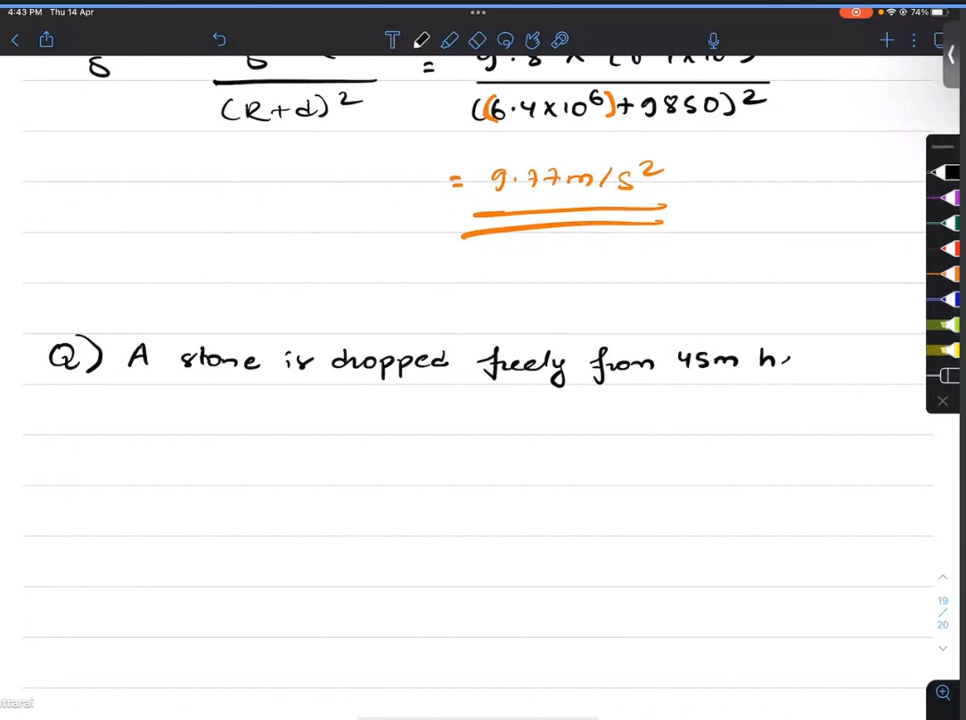 4:43 PM Thu 14 Apr
74%
T
g
(R+d)² = ((6.4×10⁶)+9850)²
= 9.77m/s²
Q) A stone is dropped freely from 45m h
19
/
20
ttarai